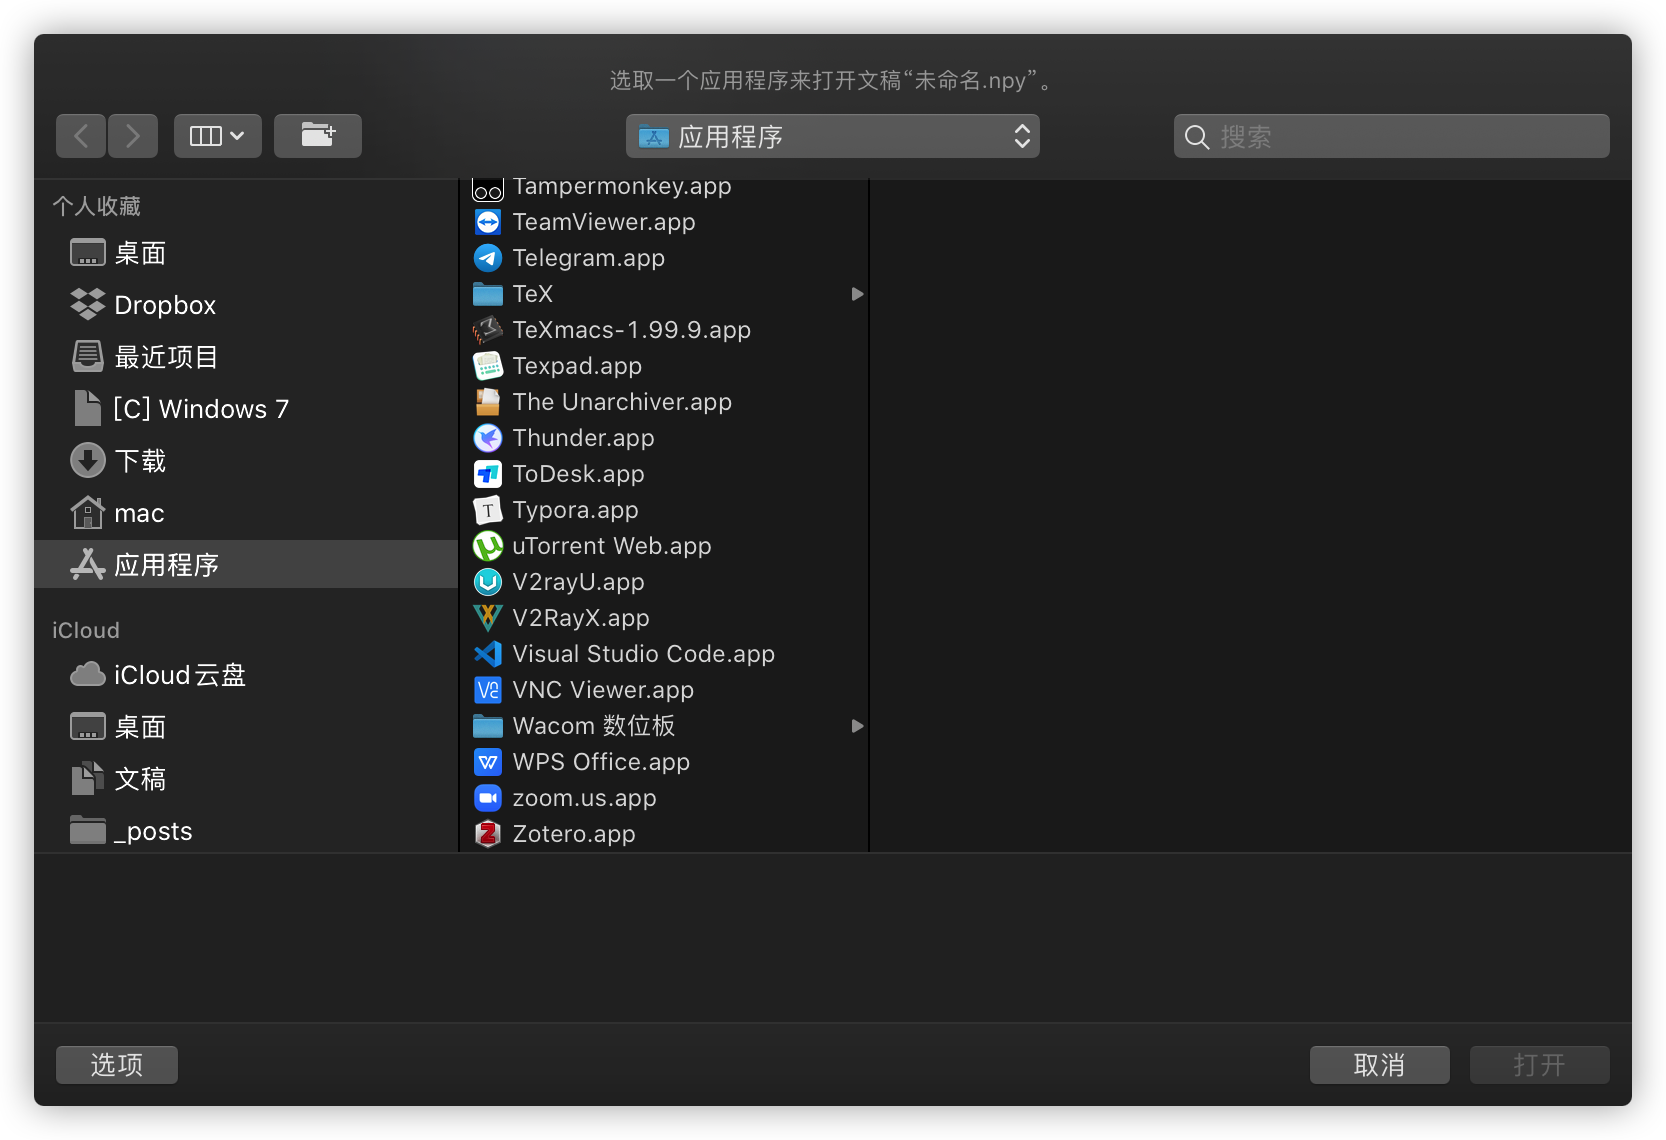 选取一个应用程序来打开文稿“未命名.npy”。
应用程序
搜索
个人收藏
桌面
Dropbox
最近项目
[C] Windows 7
下载
mac
应用程序
iCloud
iCloud云盘
桌面
文稿
_posts
Tampermonkey.app
TeamViewer.app
Telegram.app
TeX
TeXmacs-1.99.9.app
Texpad.app
The Unarchiver.app
Thunder.app
ToDesk.app
Typora.app
uTorrent Web.app
V2rayU.app
V2RayX.app
Visual Studio Code.app
VNC Viewer.app
Wacom 数位板
WPS Office.app
zoom.us.app
Zotero.app
选项
取消
打开